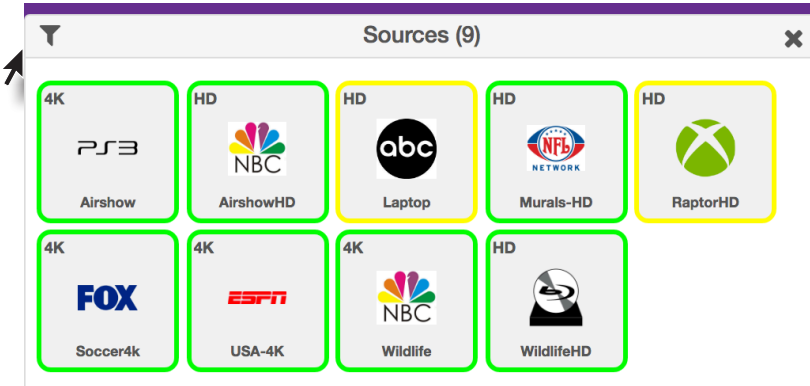 Sources (9)
4K
PS3
Airshow
HD
NBC
AirshowHD
HD
abc
Laptop
HD
NFL
NETWORK
Murals-HD
HD
RaptorHD
4K
FOX
Soccer4k
4K
ESPN
USA-4K
4K
NBC
Wildlife
HD
WildlifeHD